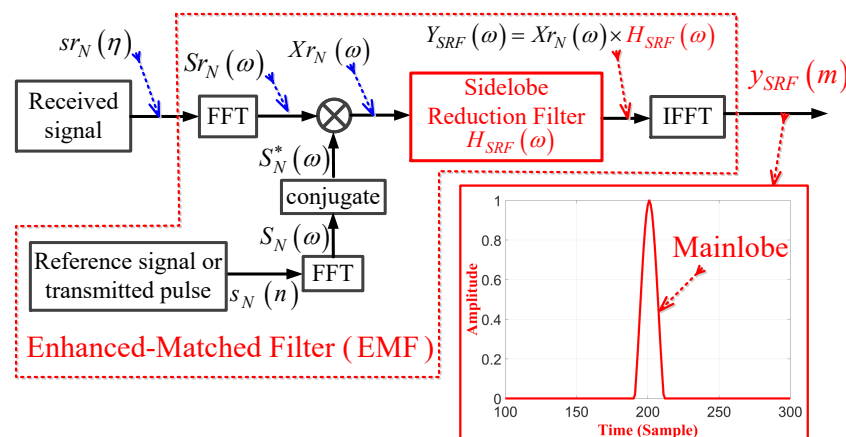 sr_N(η)
Sr_N(ω)
Xr_N(ω)
Y_SRF(ω) = Xr_N(ω) × H_SRF(ω)
y_SRF(m)
Received
signal
FFT
Sidelobe
Reduction Filter
H_SRF(ω)
IFFT
S*_N(ω)
conjugate
S_N(ω)
Reference signal or
transmitted pulse
s_N(n)
FFT
Enhanced-Matched Filter (EMF)
1
0.8
0.6
0.4
0.2
0
Amplitude
Mainlobe
100
150
200
250
300
Time (Sample)